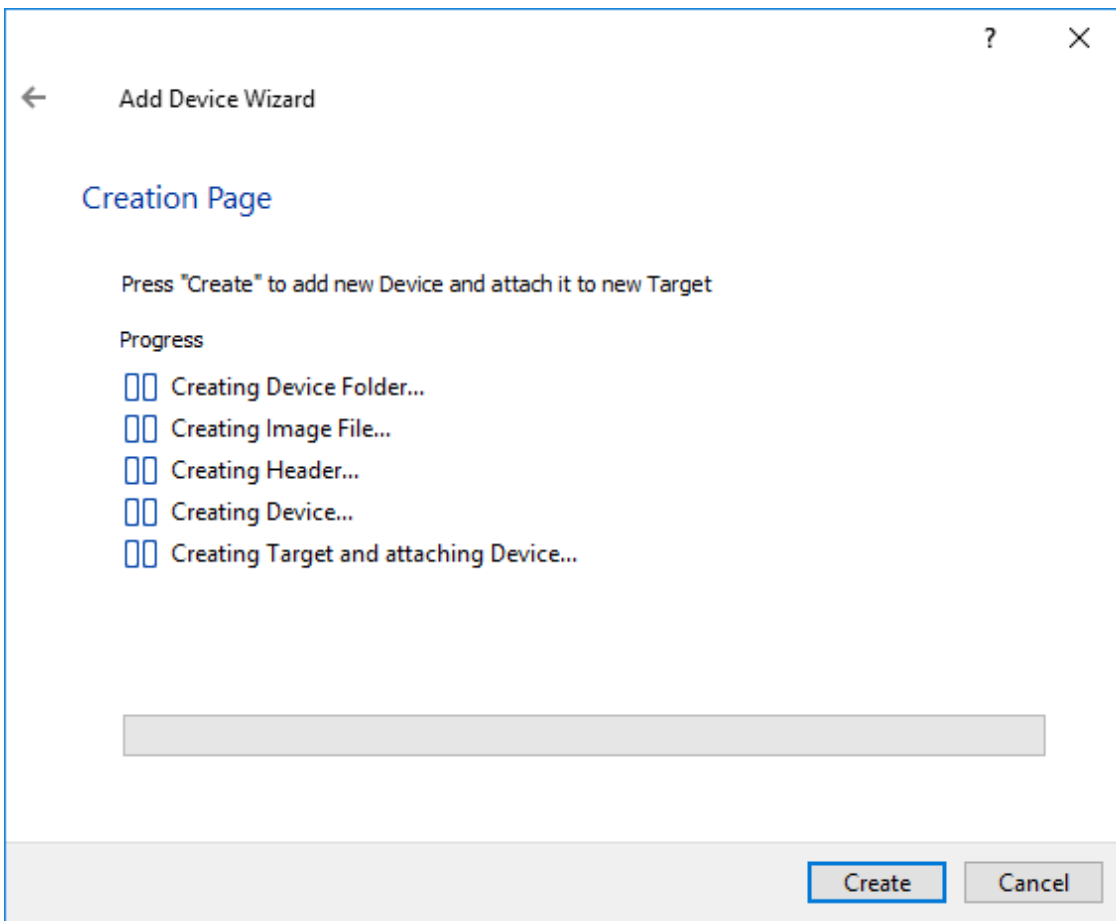 ?
Add Device Wizard
Creation Page
Press "Create" to add new Device and attach it to new Target
Progress
Creating Device Folder...
Creating Image File...
Creating Header...
Creating Device...
Creating Target and attaching Device...
Create Cancel